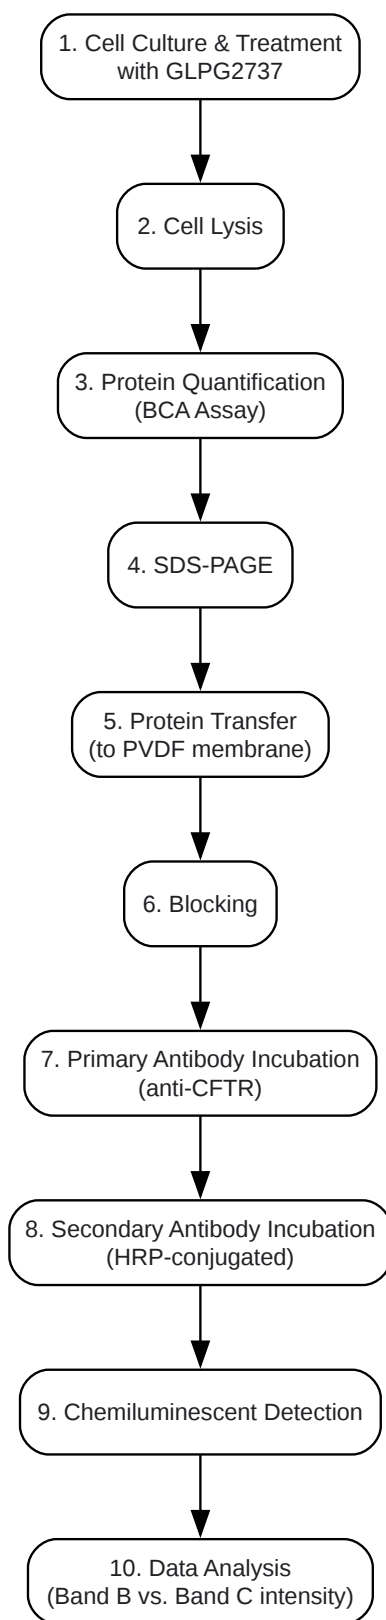 1. Cell Culture & Treatment
with GLPG2737
2. Cell Lysis
3. Protein Quantification
(BCA Assay)
4. SDS-PAGE
5. Protein Transfer
(to PVDF membrane)
6. Blocking
7. Primary Antibody Incubation
(anti-CFTR)
8. Secondary Antibody Incubation
(HRP-conjugated)
9. Chemiluminescent Detection
10. Data Analysis
(Band B vs. Band C intensity)